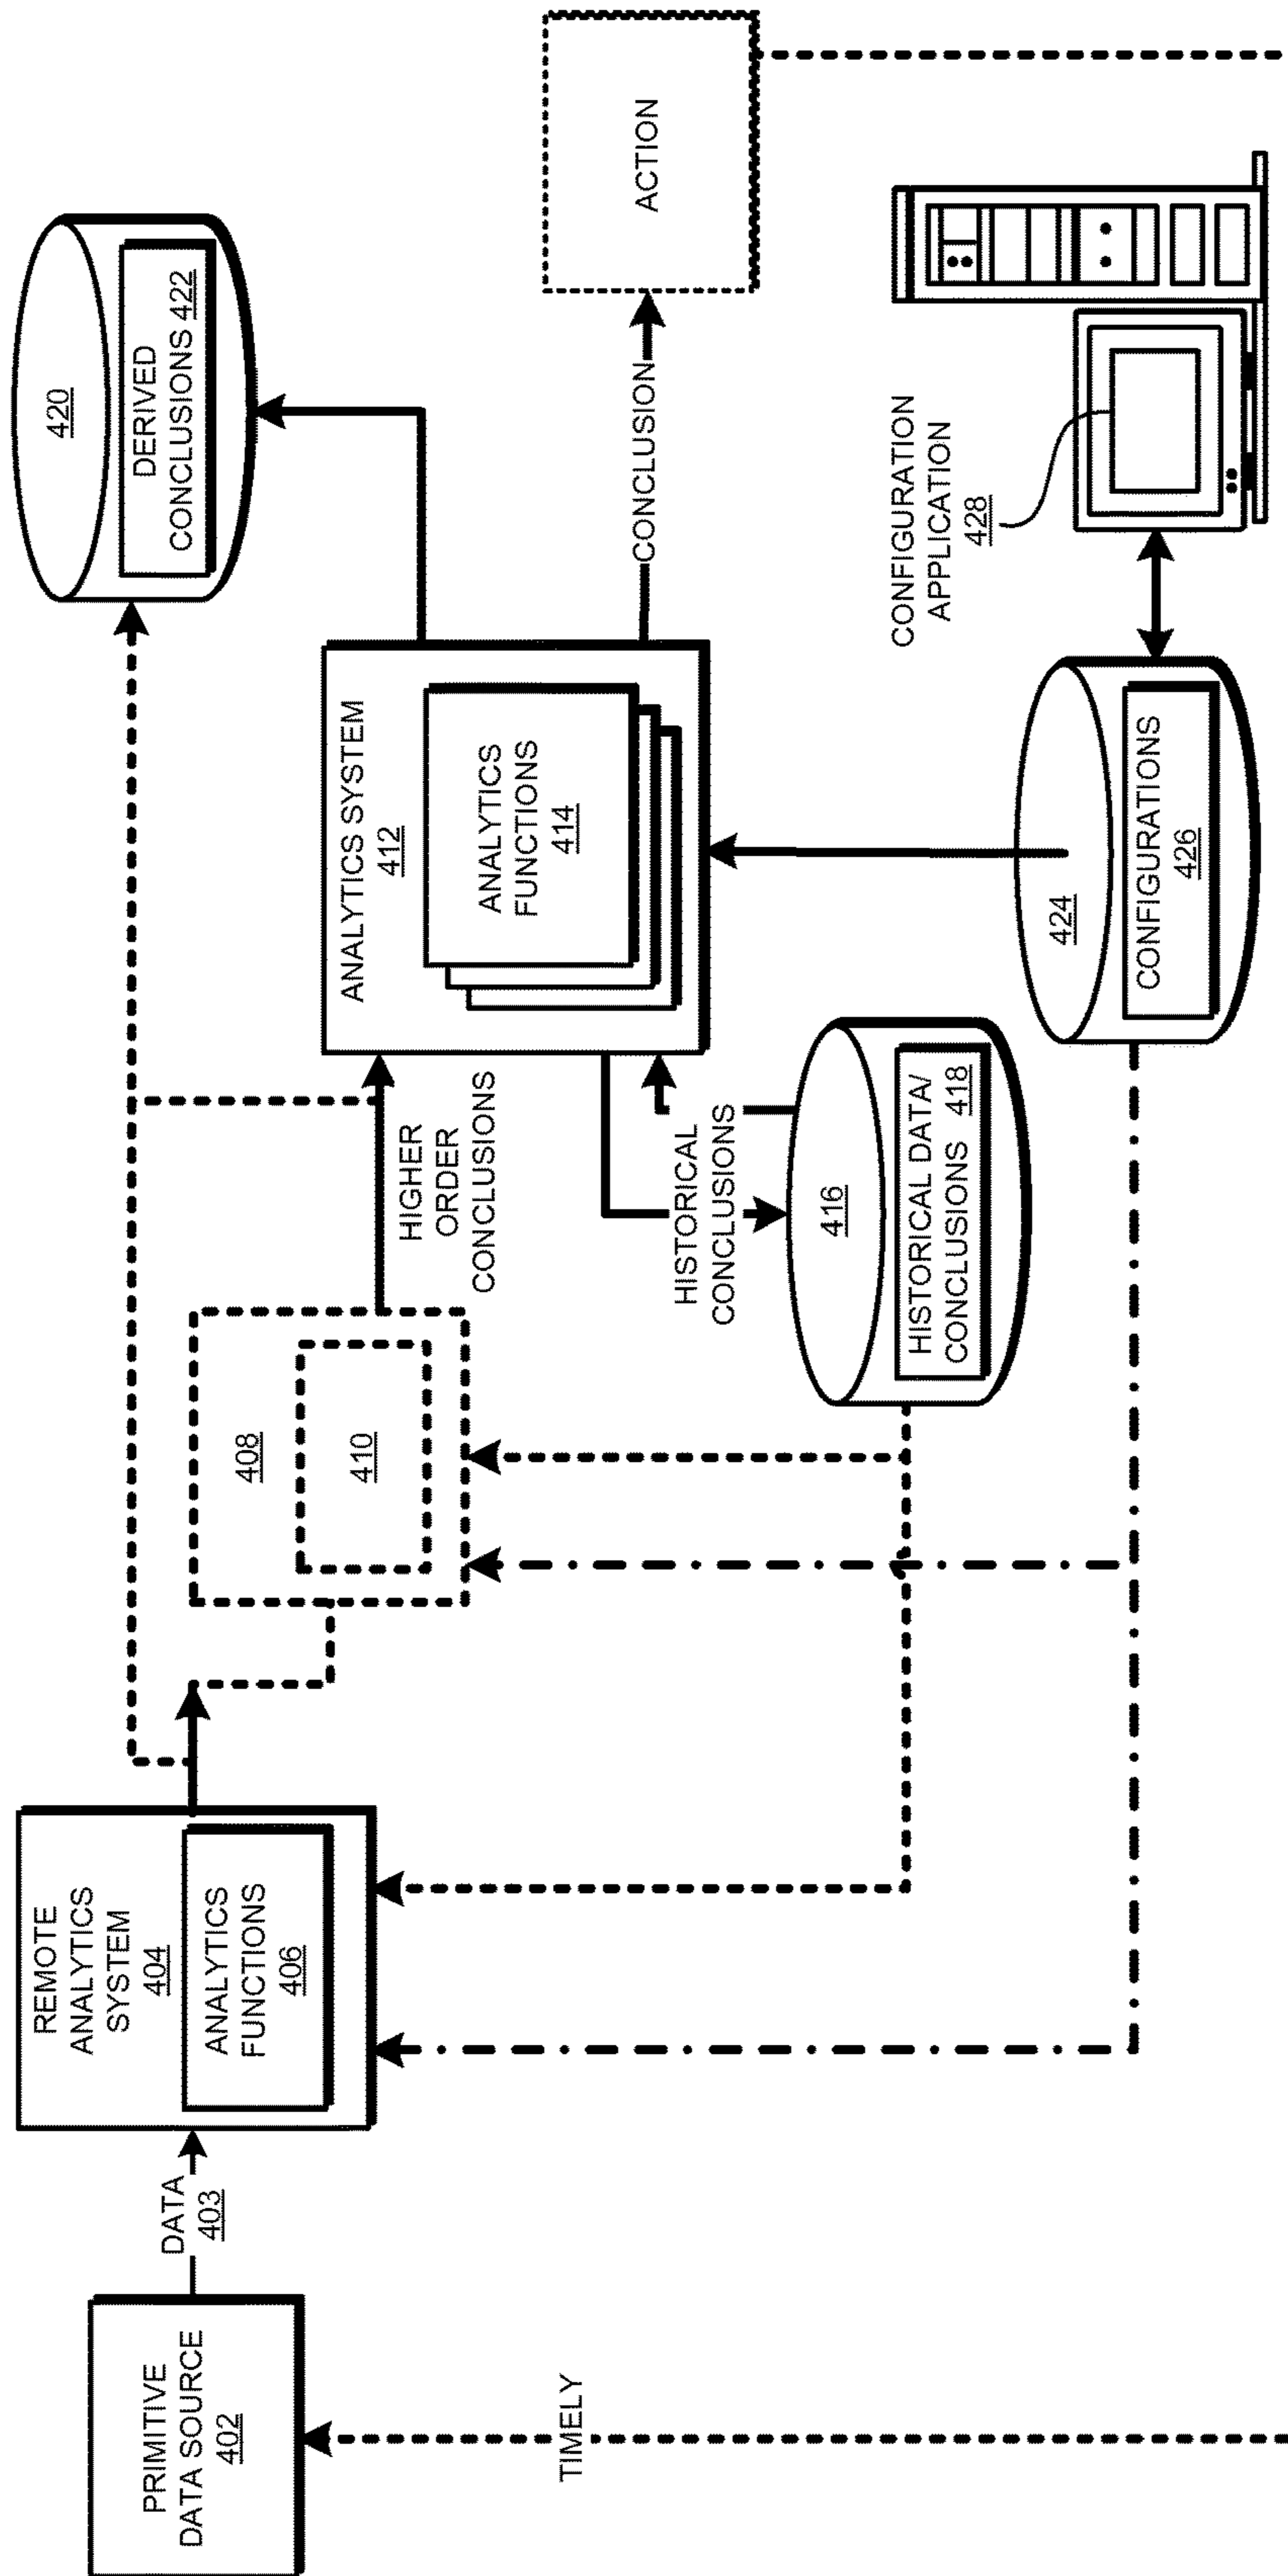 PRIMITIVE
DATA SOURCE
402
DATA
403
REMOTE
ANALYTICS
SYSTEM
404
ANALYTICS
FUNCTIONS
406
408
410
HIGHER
ORDER
CONCLUSIONS
ANALYTICS SYSTEM
412
ANALYTICS
FUNCTIONS
414
420
DERIVED
CONCLUSIONS 422
CONCLUSION
ACTION
HISTORICAL
CONCLUSIONS
416
HISTORICAL DATA/
CONCLUSIONS 418
424
CONFIGURATIONS
426
CONFIGURATION
APPLICATION
428
TIMELY